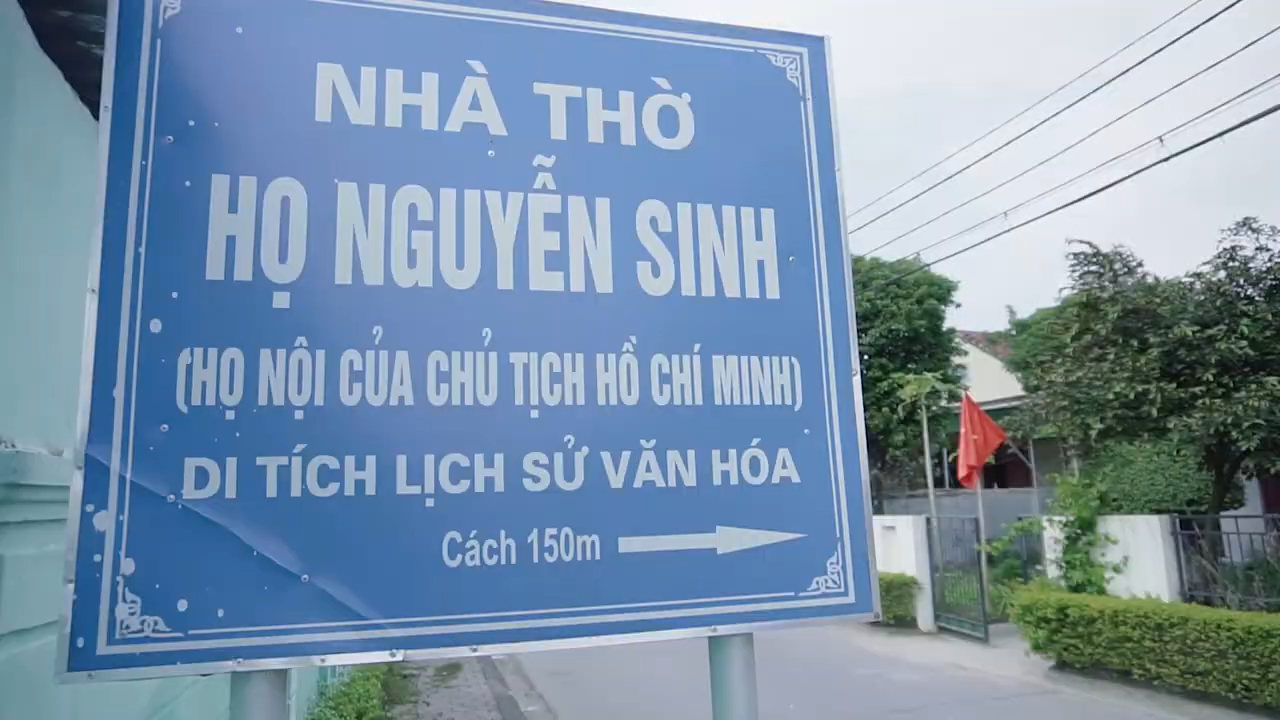 NHÀ THỜ
HỌ NGUYỄN SINH
(HỌ NỘI CỦA CHỦ TỊCH HỒ CHÍ MINH)
DI TÍCH LỊCH SỬ VĂN HÓA
Cách 150m